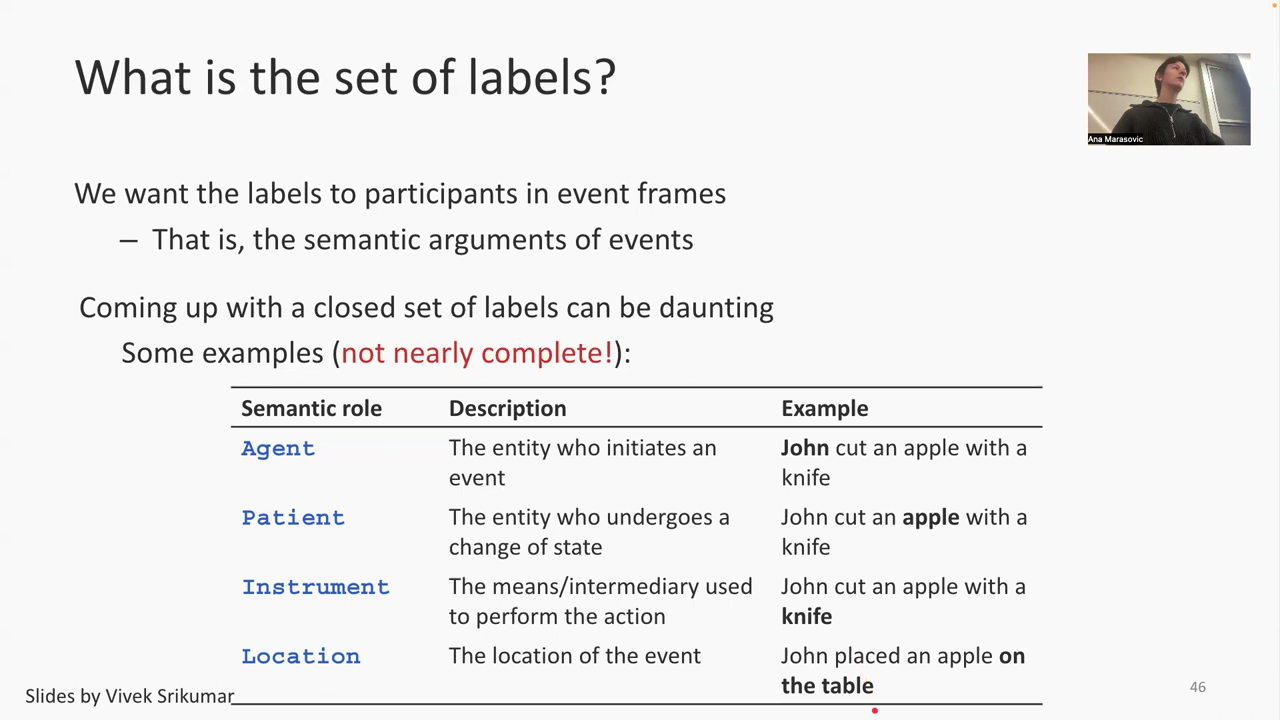 What is the set of labels?
Ana Marasovic
We want the labels to participants in event frames
– That is, the semantic arguments of events
Coming up with a closed set of labels can be daunting
Some examples (not nearly complete!):
Semantic role Description Example
Agent The entity who initiates an event John cut an apple with a knife
Patient The entity who undergoes a change of state John cut an apple with a knife
Instrument The means/intermediary used to perform the action John cut an apple with a knife
Location The location of the event John placed an apple on the table
Slides by Vivek Srikumar
46